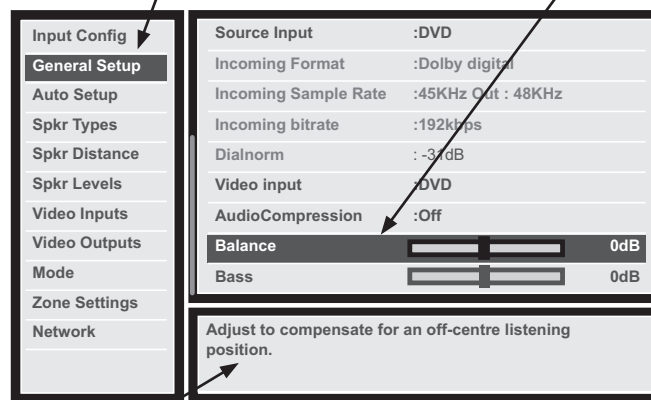 Input Config
General Setup
Auto Setup
Spkr Types
Spkr Distance
Spkr Levels
Video Inputs
Video Outputs
Mode
Zone Settings
Network
Source Input :DVD
Incoming Format :Dolby digital
Incoming Sample Rate :45KHz Out : 48KHz
Incoming bitrate :192kbps
Dialnorm : -31dB
Video input :DVD
AudioCompression :Off
Balance 0dB
Bass 0dB
Adjust to compensate for an off-centre listening
position.